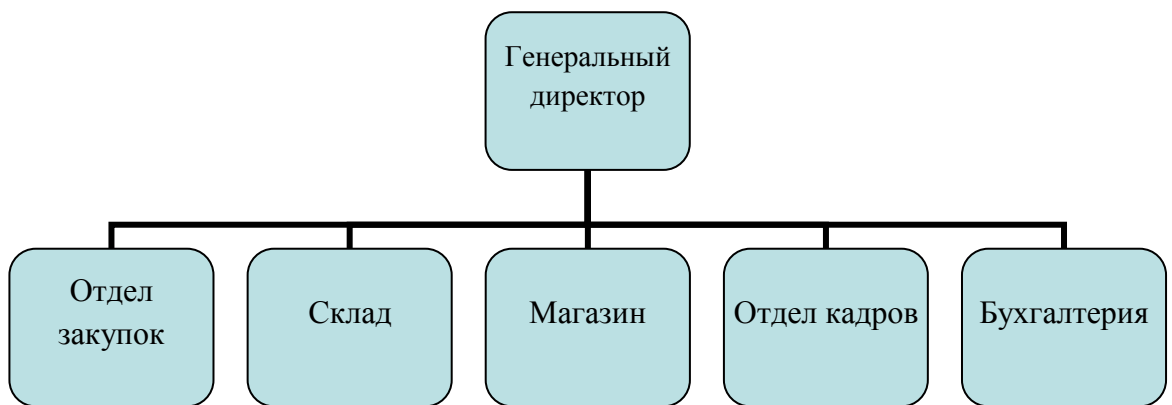 Генеральный
директор
Отдел
закупок
Склад
Магазин
Отдел кадров
Бухгалтерия